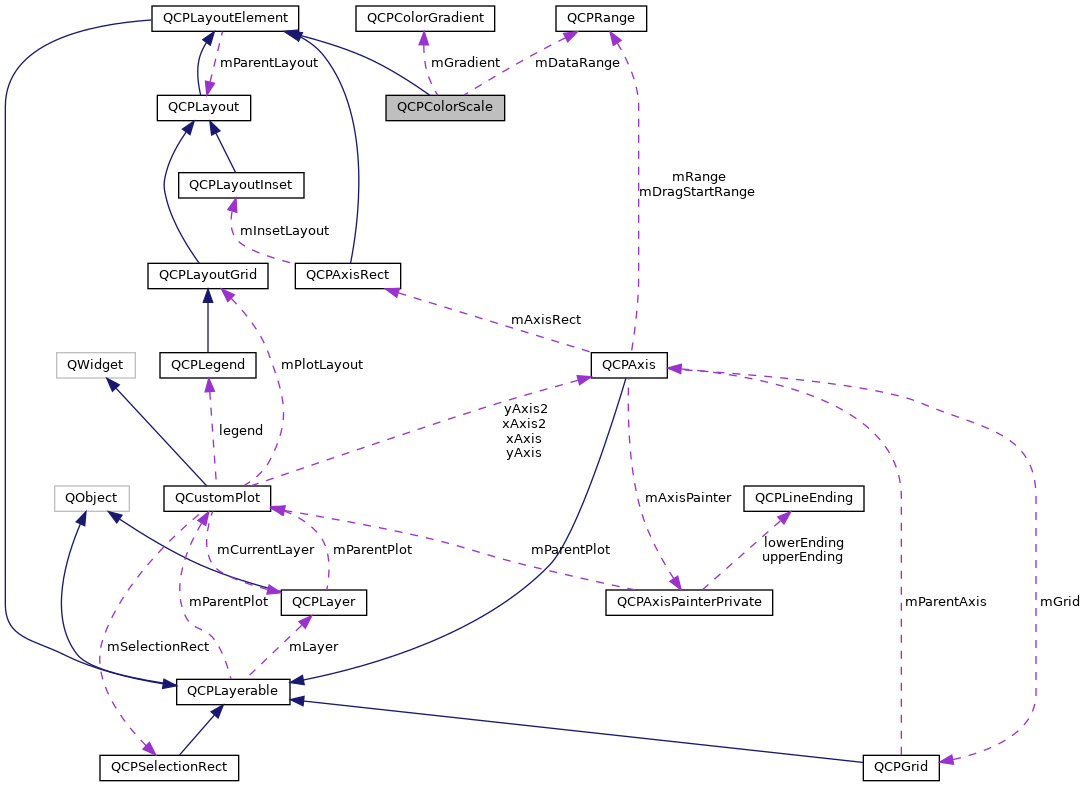 QCPLayoutElement
QCPColorGradient
QCPRange
mParentLayout
mGradient
mDataRange
QCPLayout
QCPColorScale
QCPLayoutInset
mRange
mDragStartRange
mInsetLayout
QCPLayoutGrid
QCPAxisRect
mAxisRect
QWidget
QCPLegend
mPlotLayout
QCPAxis
legend
yAxis2
xAxis2
xAxis
yAxis
QObject
QCustomPlot
mAxisPainter
QCPLineEnding
mCurrentLayer
mParentPlot
mParentPlot
lowerEnding
upperEnding
mParentPlot
QCPLayer
QCPAxisPainterPrivate
mParentAxis
mGrid
mSelectionRect
mLayer
QCPLayerable
QCPSelectionRect
QCPGrid